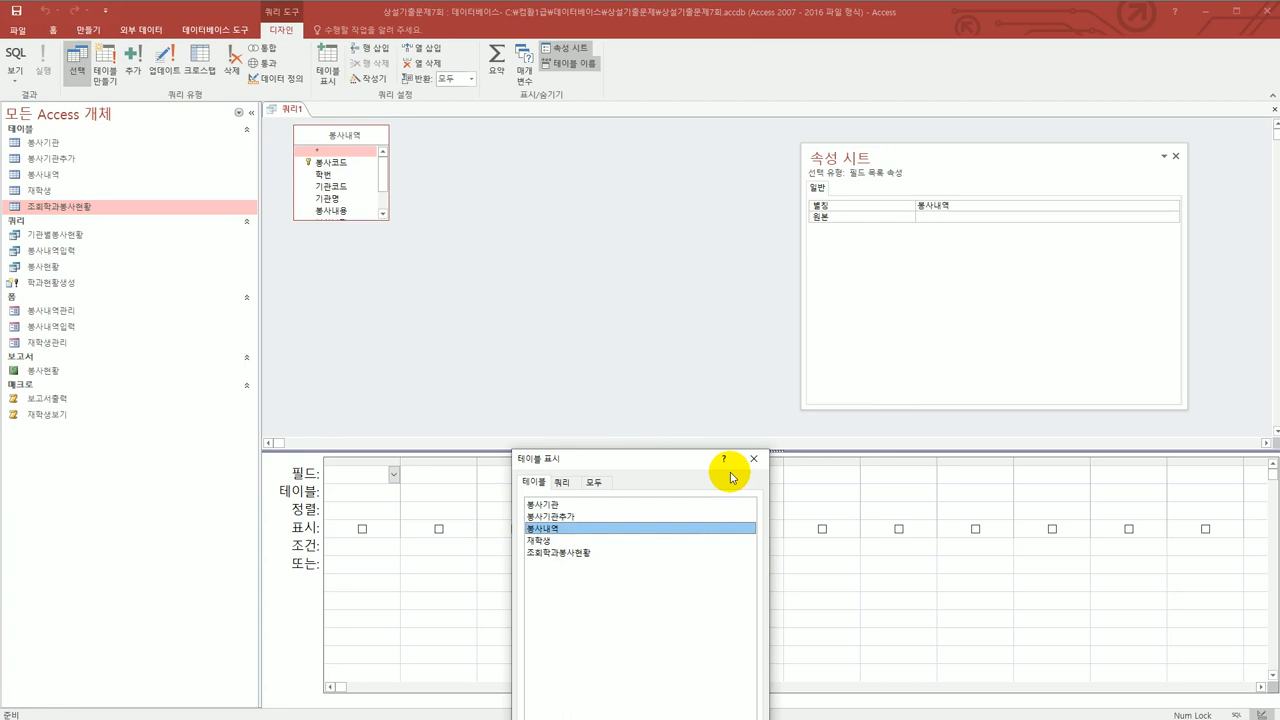 쿼리 도구
상설기출문제7회 : 데이터베이스- C:₩컴활1급₩데이터베이스₩상설기출문제₩상설기출문제7회.accdb (Access 2007 - 2016 파일 형식) - Access
파일 홈 만들기 외부 데이터 데이터베이스 도구 디자인 수행할 작업을 알려 주세요.
SQL 보기
실행
선택
테이블 만들기
추가
업데이트
크로스탭
삭제
통합
통과
데이터 정의
테이블 표시
행 삽입
행 삭제
작성기
열 삽입
열 삭제
반환: 모두
요약
매개 변수
속성 시트
테이블 이름
결과 쿼리 유형 쿼리 설정 표시/숨기기
모든 Access 개체
테이블
봉사기관
봉사기관추가
봉사내역
재학생
조회학과봉사현황
쿼리
기관별봉사현황
봉사내역입력
봉사현황
학과현황생성
폼
봉사내역관리
봉사내역입력
재학생관리
보고서
봉사현황
매크로
보고서출력
재학생보기
쿼리1
봉사내역
*
봉사코드
학번
기관코드
기관명
봉사내용
속성 시트
선택 유형: 필드 목록 속성
일반
별칭 봉사내역
원본
필드:
테이블:
정렬:
표시:
조건:
또는:
테이블 표시
테이블 쿼리 모두
봉사기관
봉사기관추가
봉사내역
재학생
조회학과봉사현황
준비
Num Lock
SQL